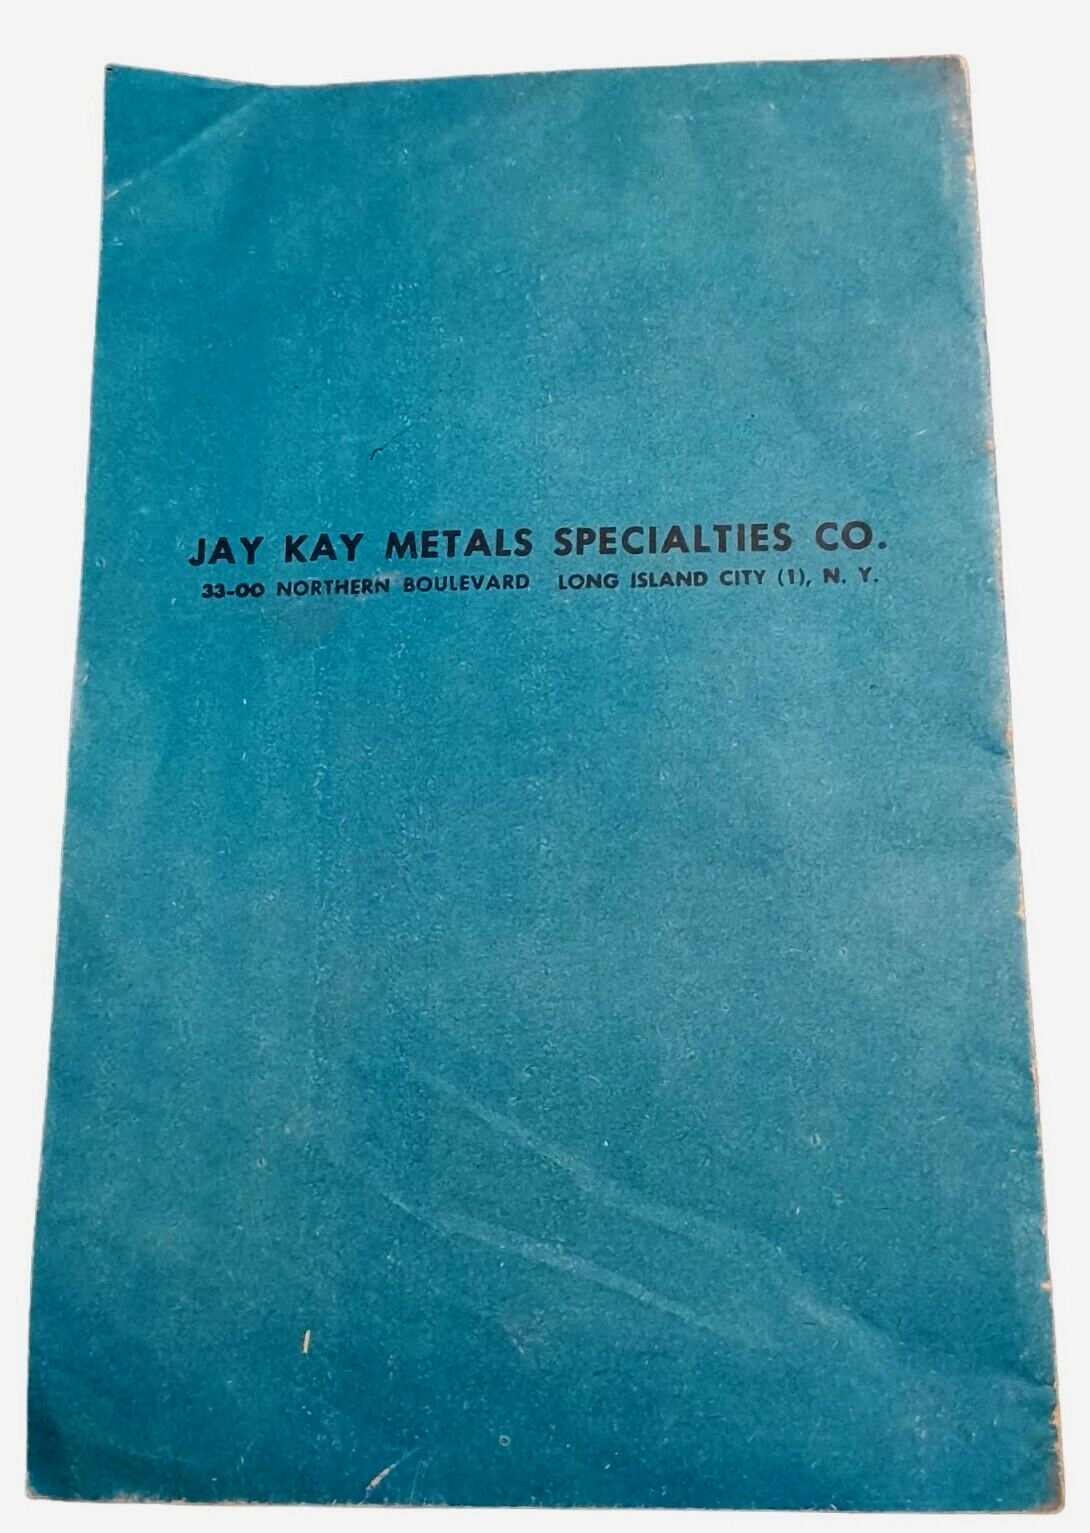 JAY KAY METALS SPECIALTIES CO.
33-00 NORTHERN BOULEVARD LONG ISLAND CITY (1), N. Y.